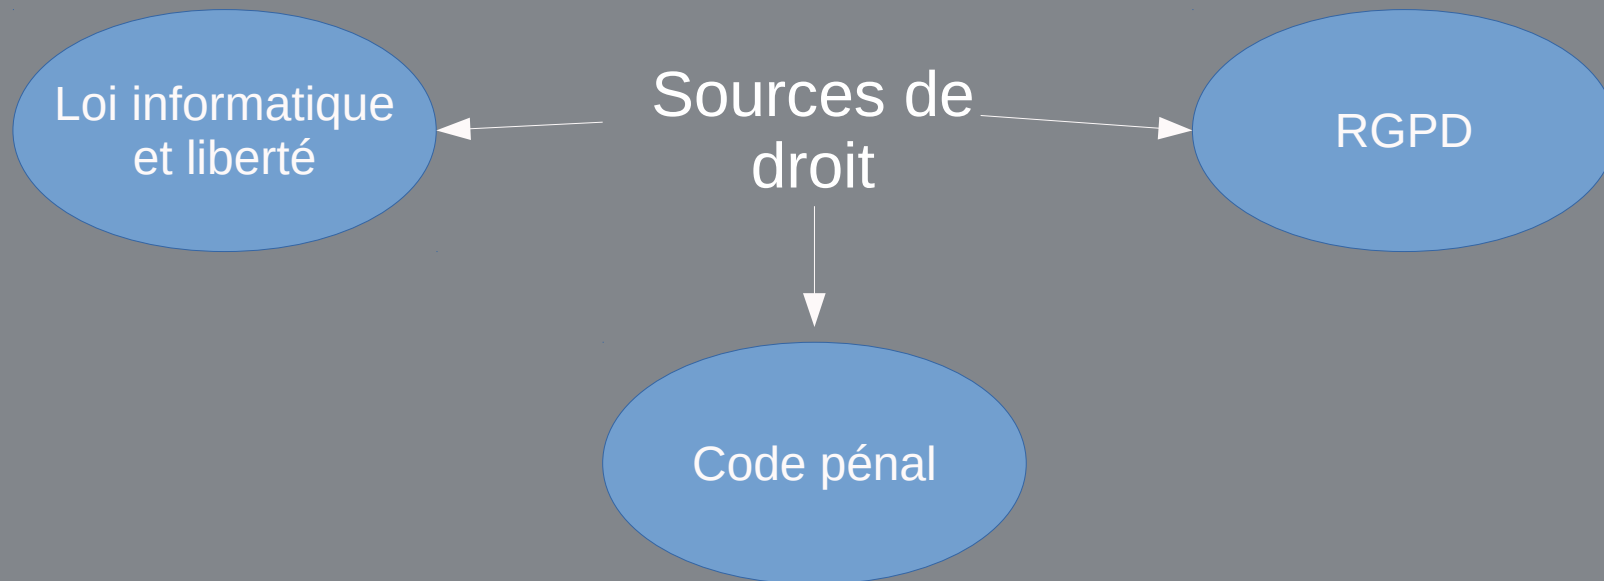 Sources de
droit
Loi informatique
et liberté
RGPD
Code pénal